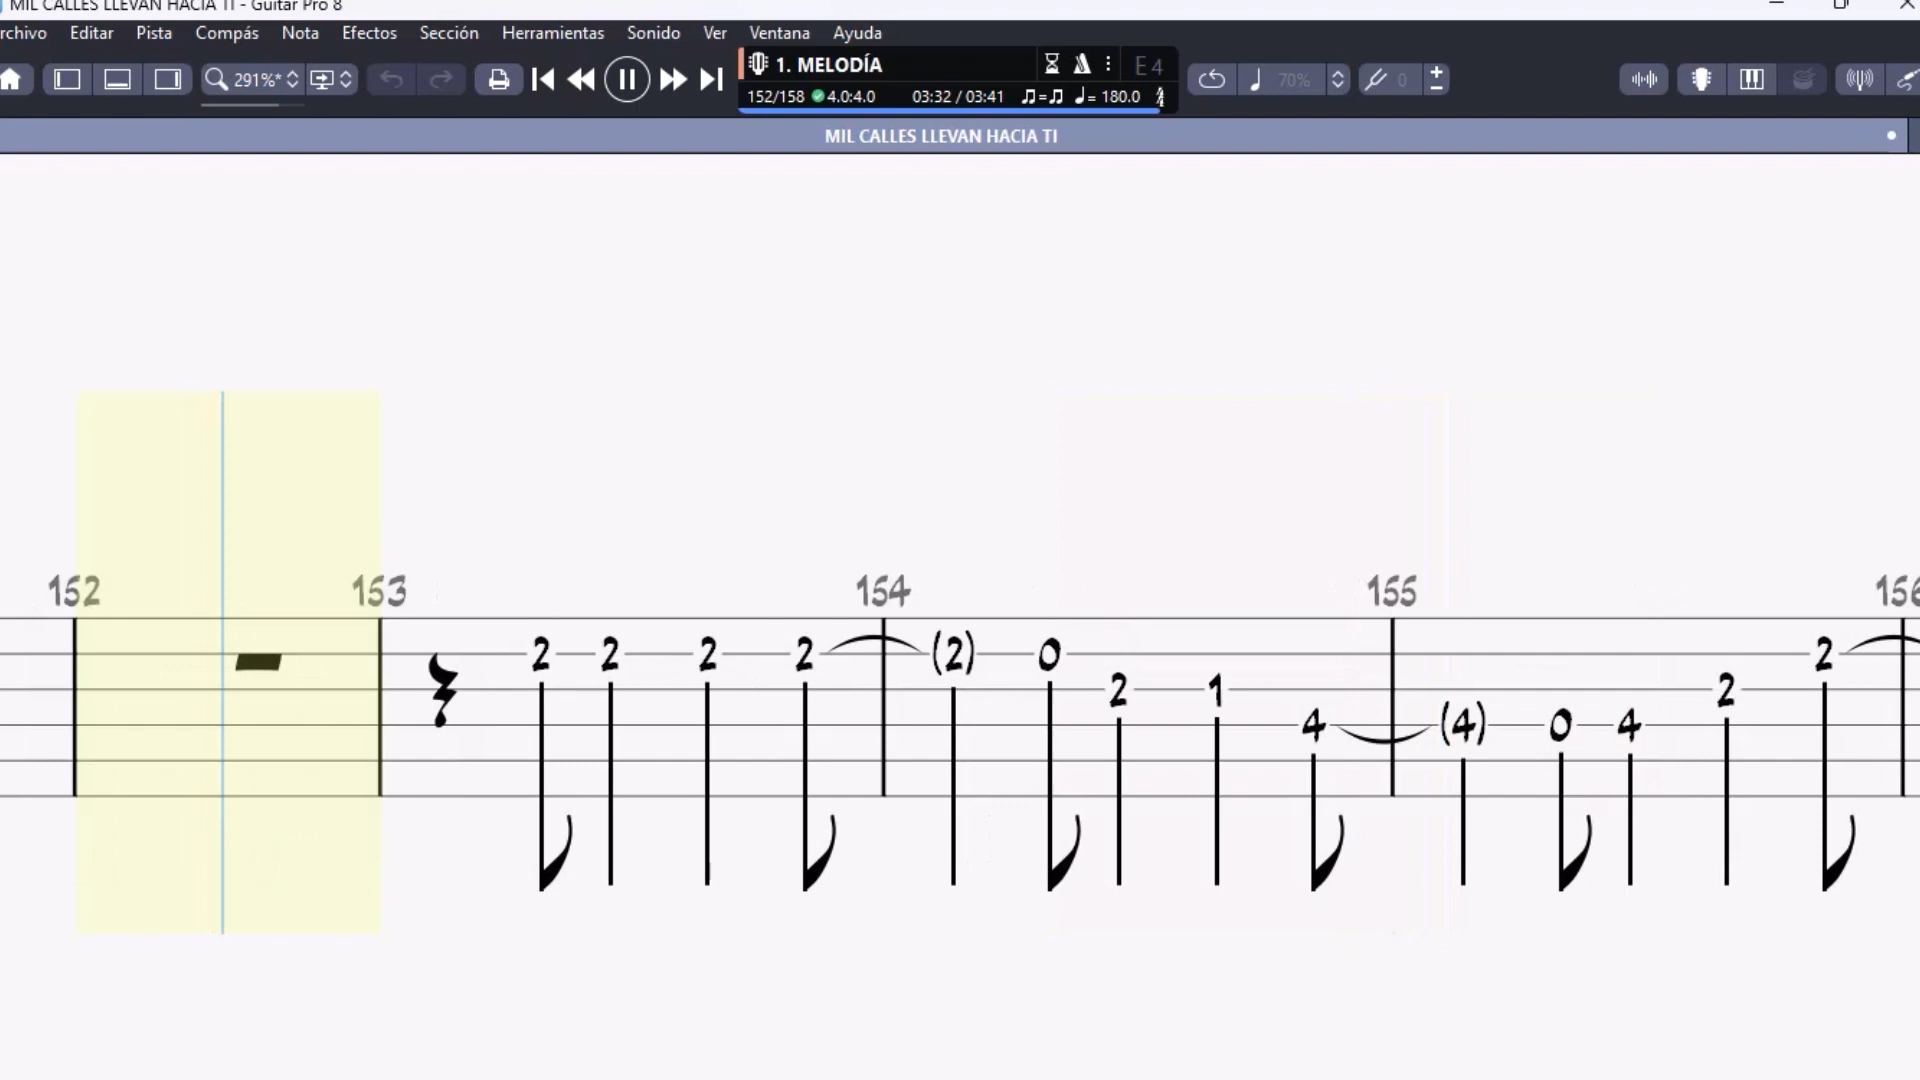 MIL CALLES LLEVAN HACIA TI - Guitar Pro 8
rchivo Editar Pista Compás Nota Efectos Sección Herramientas Sonido Ver Ventana Ayuda
291%* 1. MELODÍA E 4 70% 0
152/158 4.0:4.0 03:32 / 03:41 = = 180.0
MIL CALLES LLEVAN HACIA TI
152 153 154 155 156
2 2 2 2 (2) 0 2
2 1 2
4 (4) 0 4